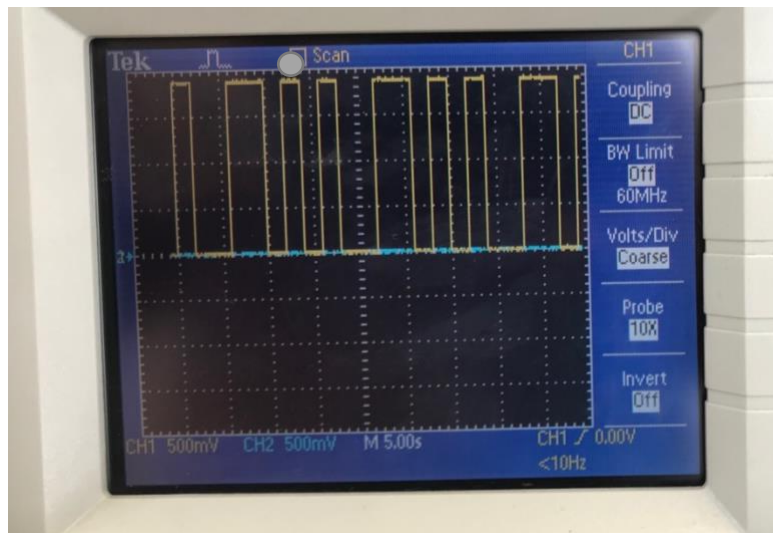 Tek
Scan
CH1
Coupling
DC
BW Limit
Off
60MHz
Volts/Div
Coarse
Probe
10X
Invert
Off
2
CH1 500mV CH2 500mV M 5.00s CH1 0.00V
<10Hz